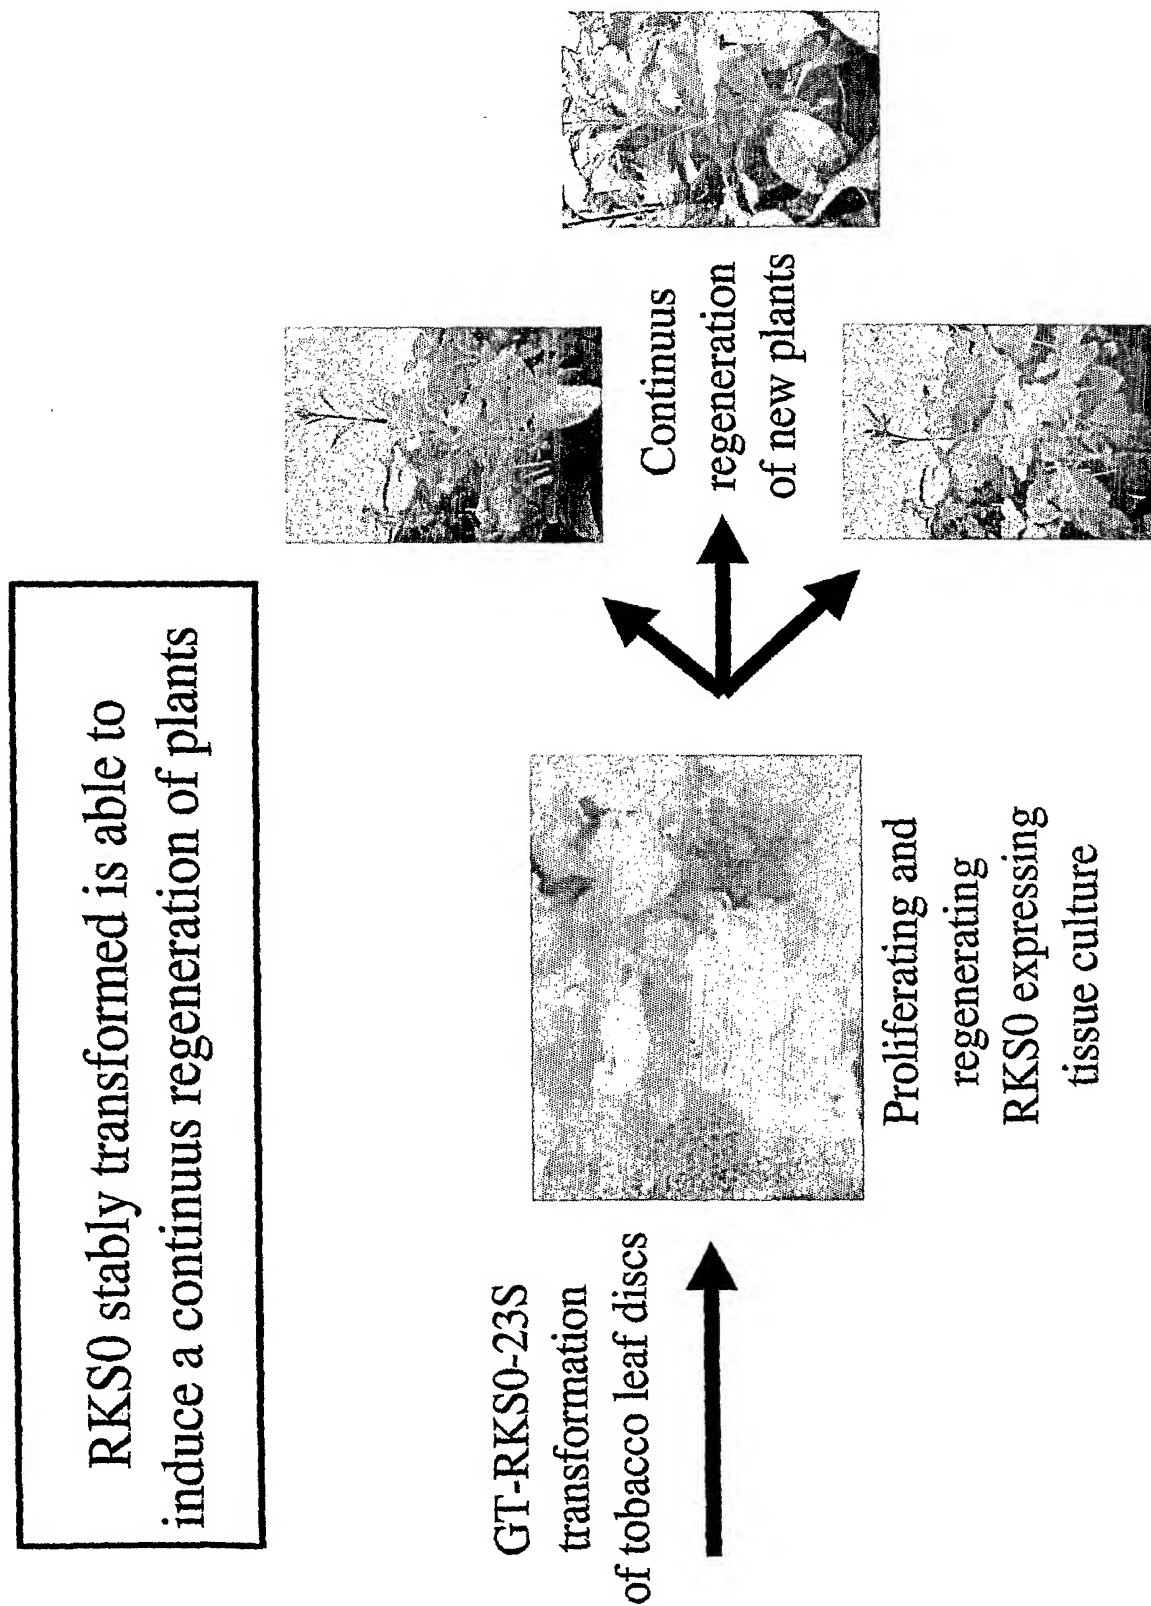 RKS0 stably transformed is able to
induce a continuus regeneration of plants
GT-RKS0-23S
transformation
of tobacco leaf discs
Proliferating and
regenerating
RKS0 expressing
tissue culture
Continuus
regeneration
of new plants